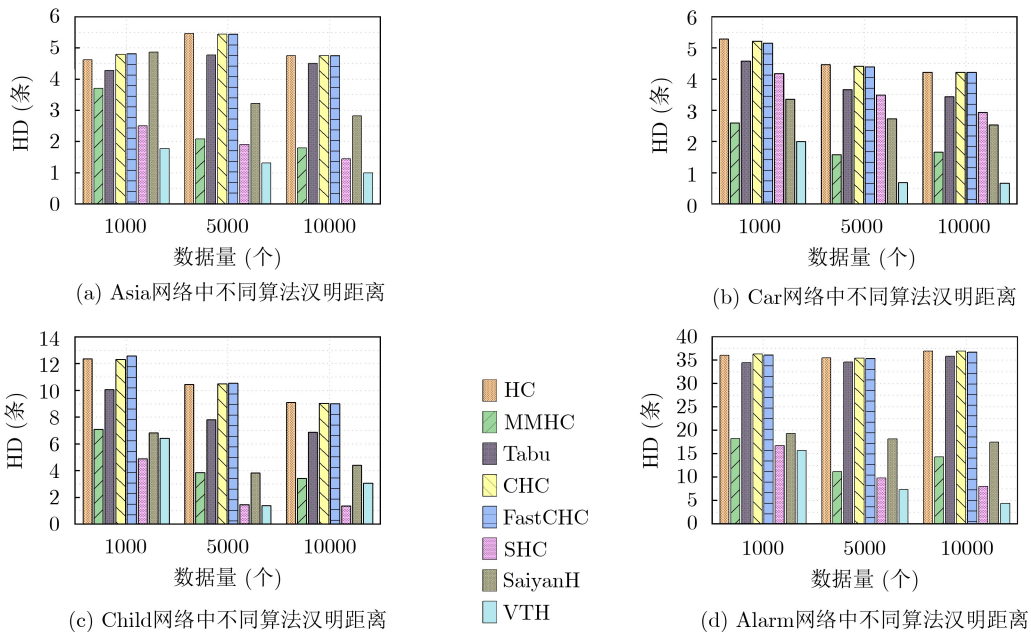 6
5
4
3
2
1
0
HD (条)
1000 5000 10000
数据量 (个)
(a) Asia网络中不同算法汉明距离
6
5
4
3
2
1
0
HD (条)
1000 5000 10000
数据量 (个)
(b) Car网络中不同算法汉明距离
14
12
10
8
6
4
2
0
HD (条)
1000 5000 10000
数据量 (个)
(c) Child网络中不同算法汉明距离
HC
MMHC
Tabu
CHC
FastCHC
SHC
SaiyanH
VTH
40
35
30
25
20
15
10
5
0
HD (条)
1000 5000 10000
数据量 (个)
(d) Alarm网络中不同算法汉明距离